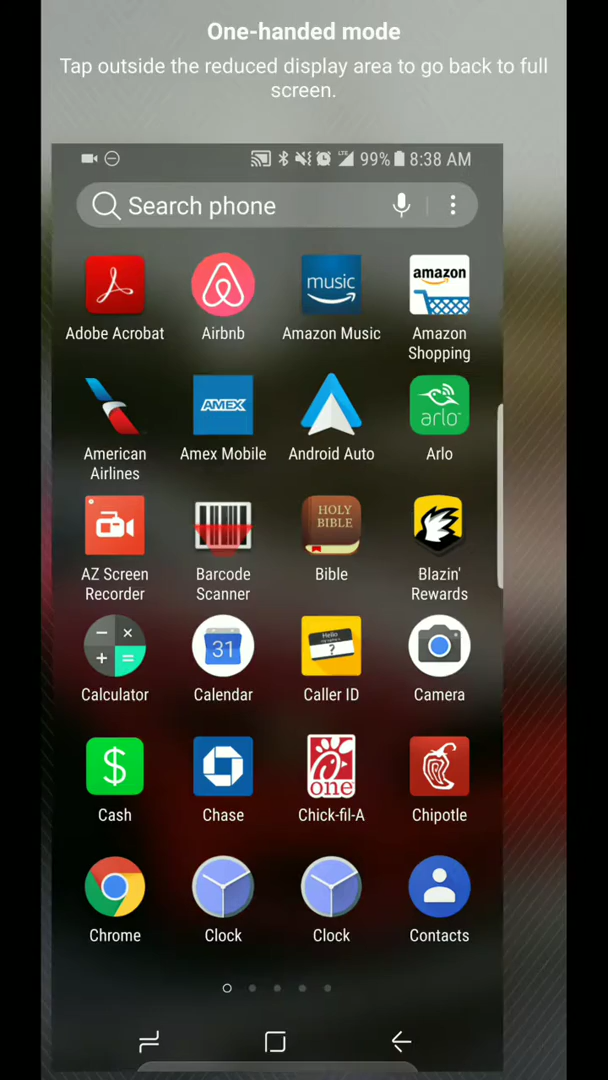 One-handed mode
Tap outside the reduced display area to go back to full
screen.
LTE 99% 8:38 AM
Search phone
music
amazon
Adobe Acrobat Airbnb Amazon Music Amazon
Shopping
AMEX
arlo
American
Airlines Amex Mobile Android Auto Arlo
HOLY
BIBLE
AZ Screen
Recorder Barcode
Scanner Bible Blazin'
Rewards
− × + =
31
Hello
?
Calculator Calendar Caller ID Camera
$
one
Cash Chase Chick-fil-A Chipotle
Chrome Clock Clock Contacts